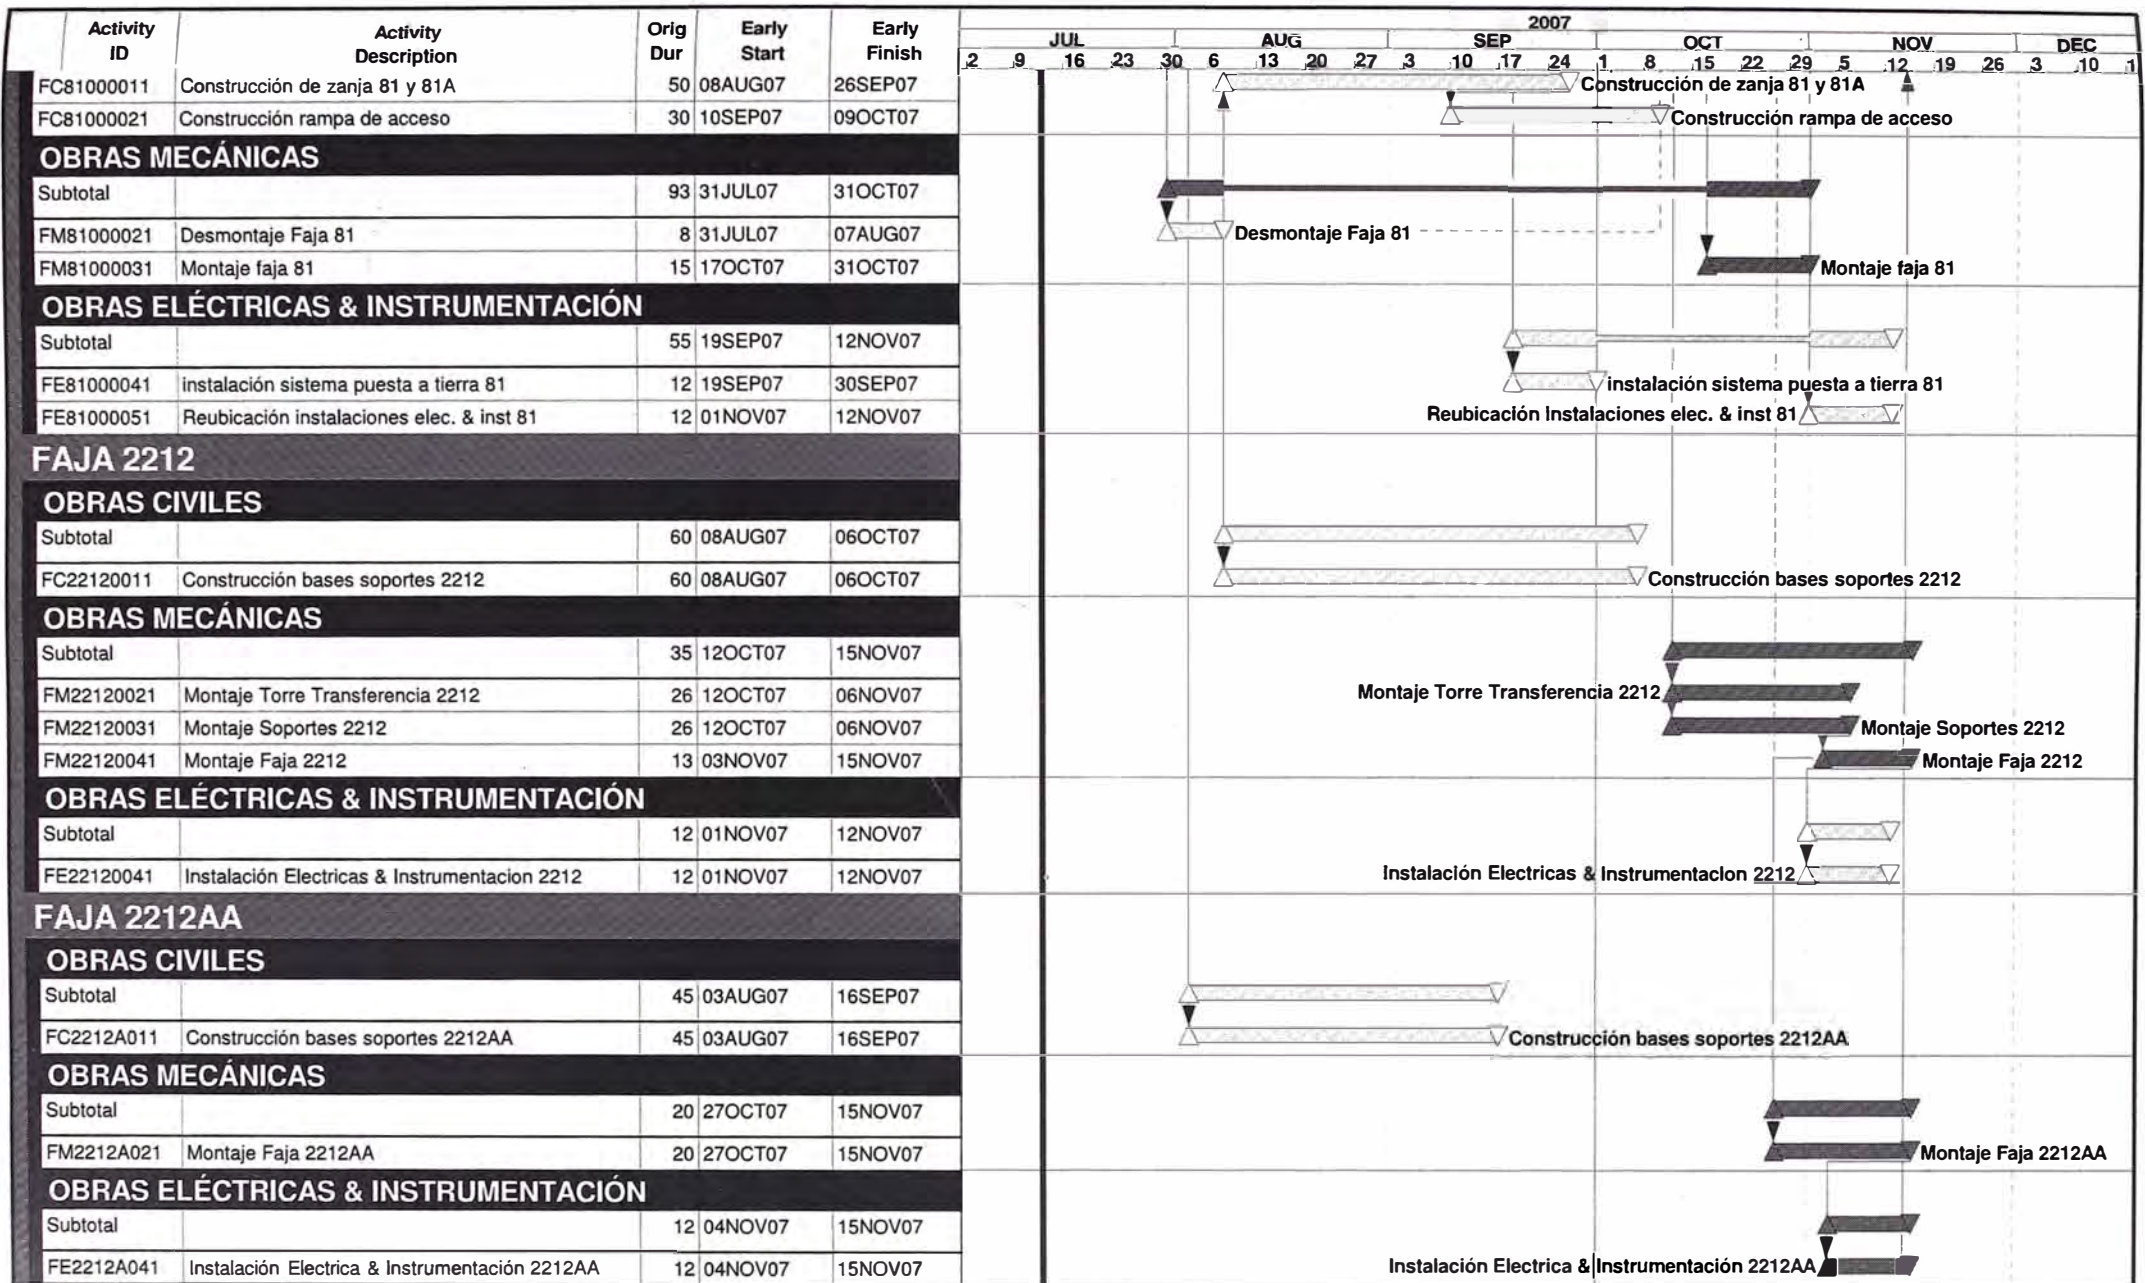 Activity ID Activity Description Orig Dur Early Start Early Finish 2007
JUL AUG SEP OCT NOV DEC
2 9 16 23 30 6 13 20 27 3 10 17 24 1 8 15 22 29 5 12 19 26 3 10 1
FC81000011 Construcción de zanja 81 y 81A 50 08AUG07 26SEP07 Construcción de zanja 81 y 81A
FC81000021 Construcción rampa de acceso 30 10SEP07 09OCT07 Construcción rampa de acceso
OBRAS MECÁNICAS
Subtotal 93 31JUL07 31OCT07
FM81000021 Desmontaje Faja 81 8 31JUL07 07AUG07 Desmontaje Faja 81
FM81000031 Montaje faja 81 15 17OCT07 31OCT07 Montaje faja 81
OBRAS ELÉCTRICAS & INSTRUMENTACIÓN
Subtotal 55 19SEP07 12NOV07
FE81000041 instalación sistema puesta a tierra 81 12 19SEP07 30SEP07 instalación sistema puesta a tierra 81
FE81000051 Reubicación instalaciones elec. & inst 81 12 01NOV07 12NOV07 Reubicación instalaciones elec. & inst 81
FAJA 2212
OBRAS CIVILES
Subtotal 60 08AUG07 06OCT07
FC22120011 Construcción bases soportes 2212 60 08AUG07 06OCT07 Construcción bases soportes 2212
OBRAS MECÁNICAS
Subtotal 35 12OCT07 15NOV07
FM22120021 Montaje Torre Transferencia 2212 26 12OCT07 06NOV07 Montaje Torre Transferencia 2212
FM22120031 Montaje Soportes 2212 26 12OCT07 06NOV07 Montaje Soportes 2212
FM22120041 Montaje Faja 2212 13 03NOV07 15NOV07 Montaje Faja 2212
OBRAS ELÉCTRICAS & INSTRUMENTACIÓN
Subtotal 12 01NOV07 12NOV07
FE22120041 Instalación Electricas & Instrumentacion 2212 12 01NOV07 12NOV07 Instalación Electricas & Instrumentacion 2212
FAJA 2212AA
OBRAS CIVILES
Subtotal 45 03AUG07 16SEP07
FC2212A011 Construcción bases soportes 2212AA 45 03AUG07 16SEP07 Construcción bases soportes 2212AA
OBRAS MECÁNICAS
Subtotal 20 27OCT07 15NOV07
FM2212A021 Montaje Faja 2212AA 20 27OCT07 15NOV07 Montaje Faja 2212AA
OBRAS ELÉCTRICAS & INSTRUMENTACIÓN
Subtotal 12 04NOV07 15NOV07
FE2212A041 Instalación Electrica & Instrumentación 2212AA 12 04NOV07 15NOV07 Instalación Electrica & Instrumentación 2212AA